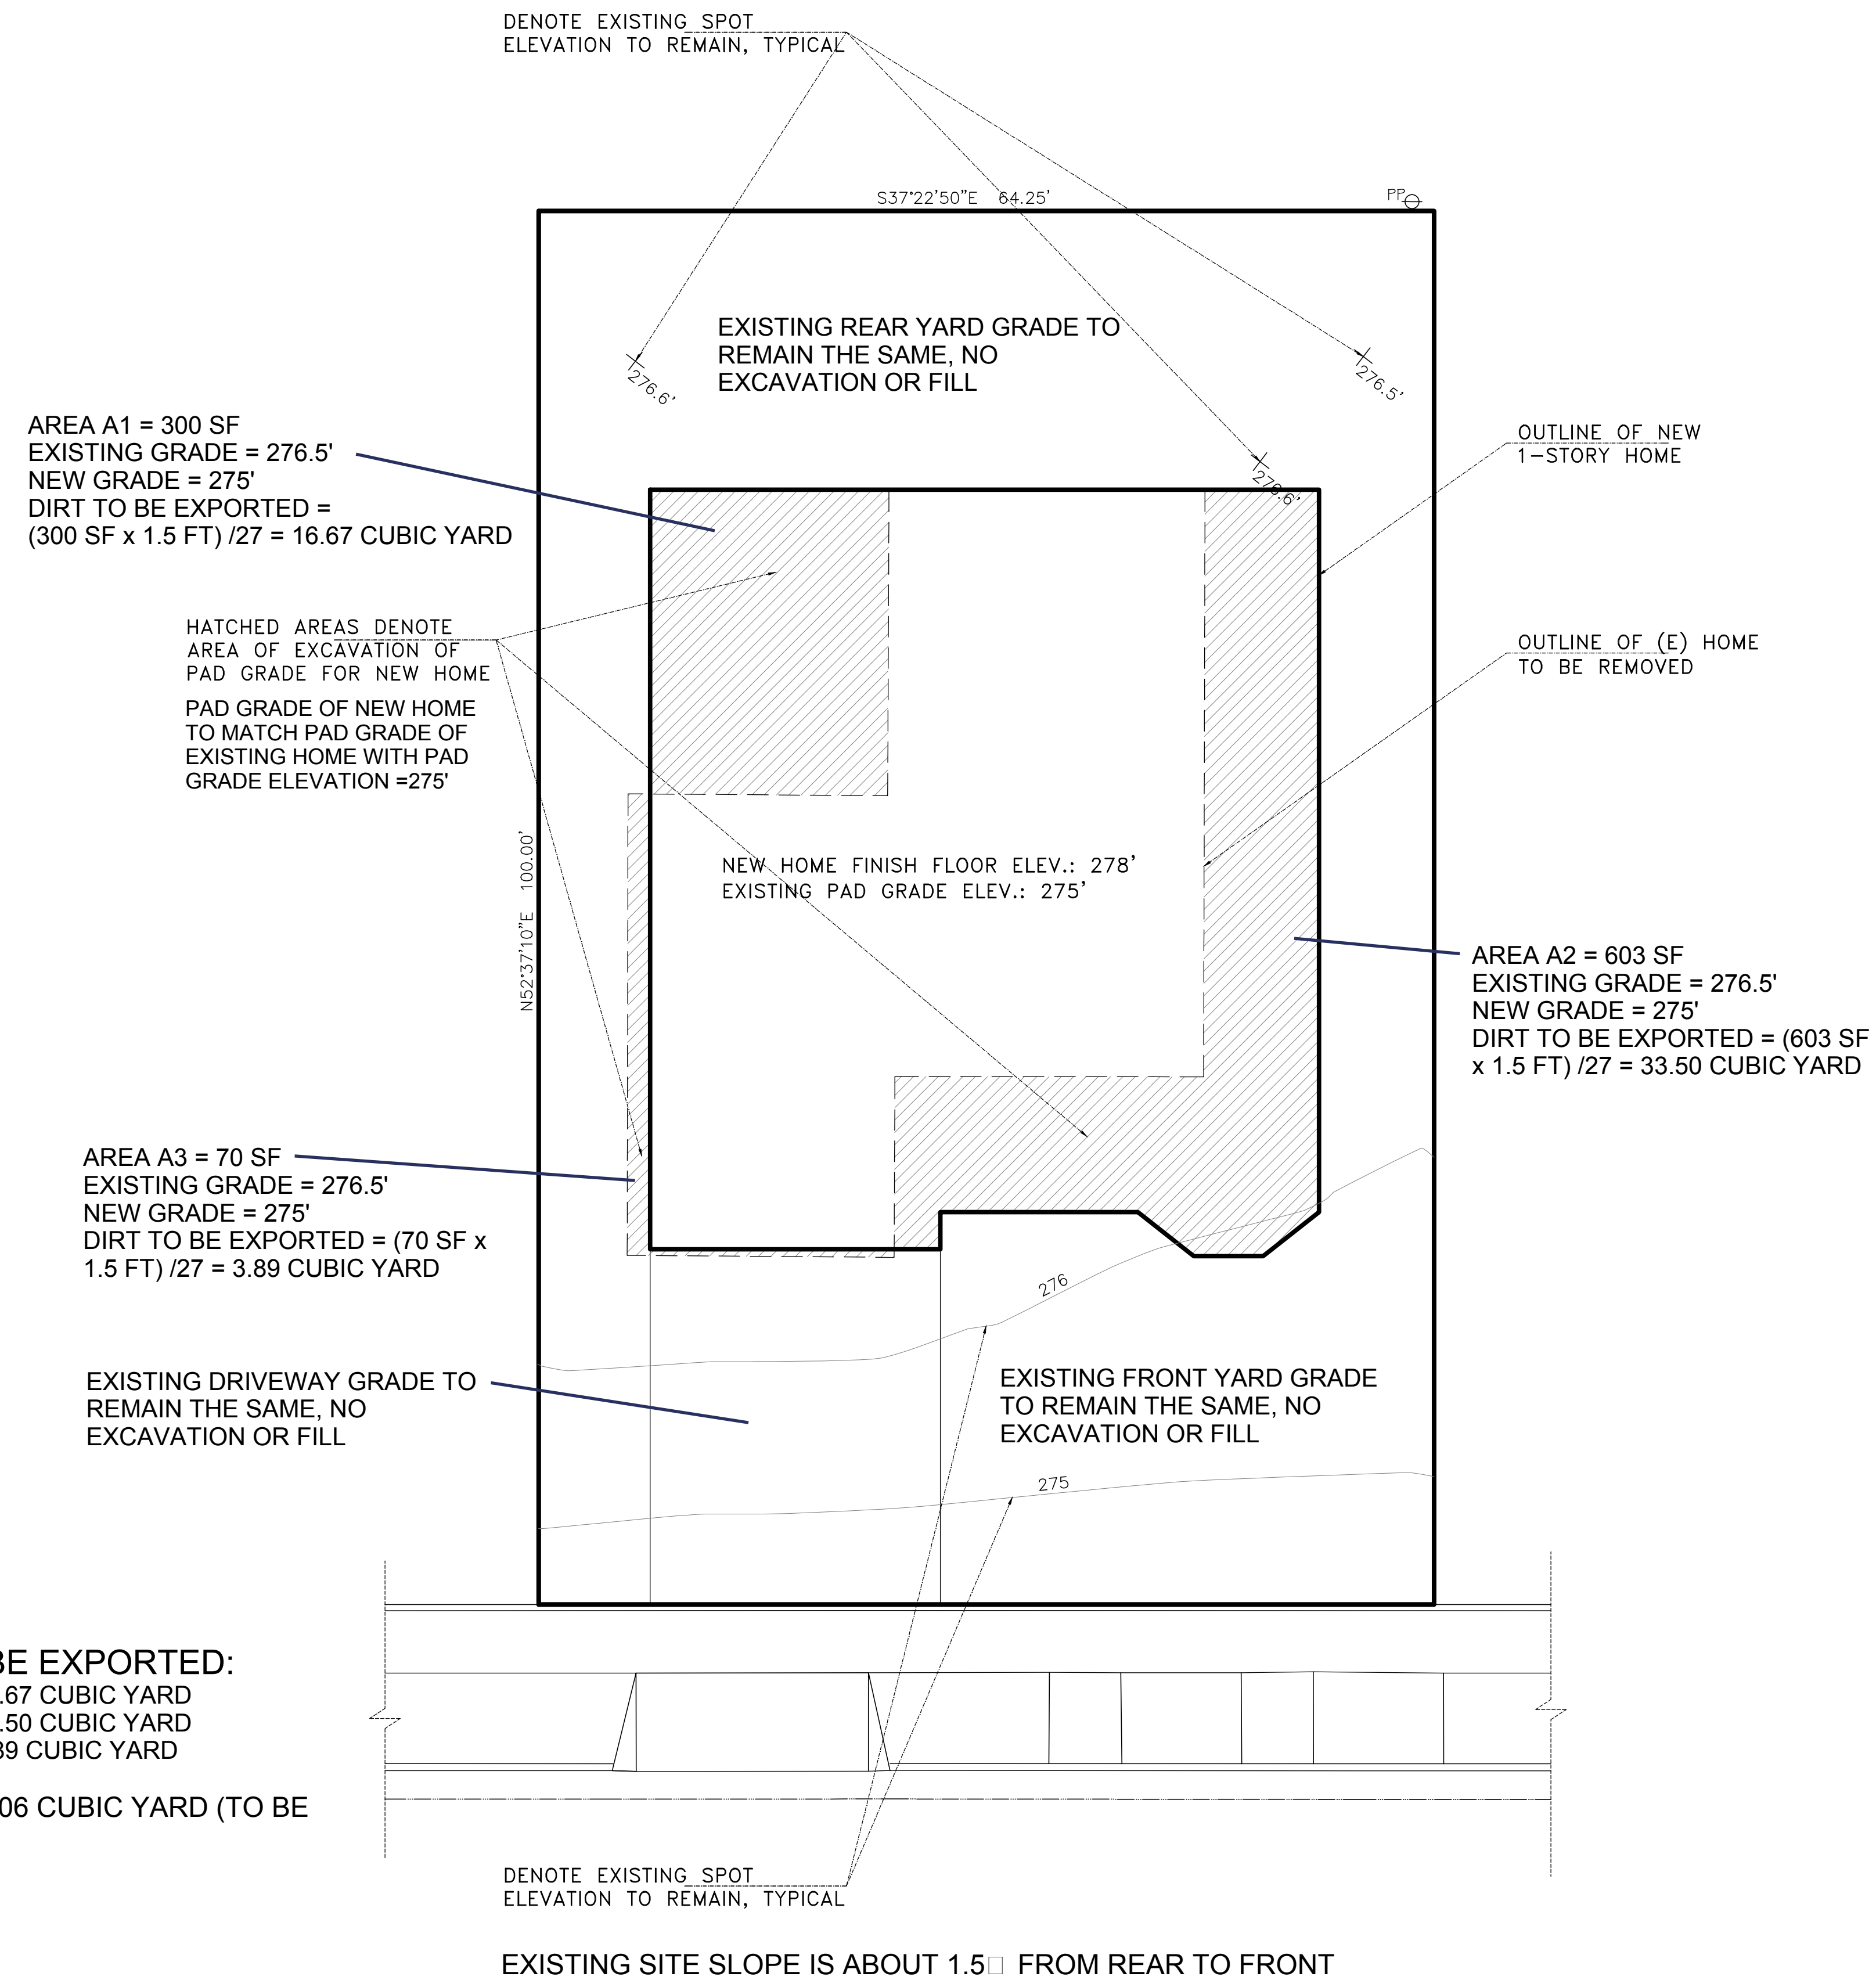 DENOTE EXISTING SPOT
ELEVATION TO REMAIN, TYPICAL
S37°22'50"E 64.25'
PP
EXISTING REAR YARD GRADE TO
REMAIN THE SAME, NO
EXCAVATION OR FILL
276.6'
276.5'
276.6'
AREA A1 = 300 SF
EXISTING GRADE = 276.5'
NEW GRADE = 275'
DIRT TO BE EXPORTED =
(300 SF x 1.5 FT) /27 = 16.67 CUBIC YARD
OUTLINE OF NEW
1-STORY HOME
HATCHED AREAS DENOTE
AREA OF EXCAVATION OF
PAD GRADE FOR NEW HOME
PAD GRADE OF NEW HOME
TO MATCH PAD GRADE OF
EXISTING HOME WITH PAD
GRADE ELEVATION =275'
OUTLINE OF (E) HOME
TO BE REMOVED
N52°37'10"E 100.00'
NEW HOME FINISH FLOOR ELEV.: 278'
EXISTING PAD GRADE ELEV.: 275'
AREA A2 = 603 SF
EXISTING GRADE = 276.5'
NEW GRADE = 275'
DIRT TO BE EXPORTED = (603 SF
x 1.5 FT) /27 = 33.50 CUBIC YARD
AREA A3 = 70 SF
EXISTING GRADE = 276.5'
NEW GRADE = 275'
DIRT TO BE EXPORTED = (70 SF x
1.5 FT) /27 = 3.89 CUBIC YARD
276
EXISTING DRIVEWAY GRADE TO
REMAIN THE SAME, NO
EXCAVATION OR FILL
EXISTING FRONT YARD GRADE
TO REMAIN THE SAME, NO
EXCAVATION OR FILL
275
BE EXPORTED:
.67 CUBIC YARD
.50 CUBIC YARD
89 CUBIC YARD
06 CUBIC YARD (TO BE
DENOTE EXISTING SPOT
ELEVATION TO REMAIN, TYPICAL
EXISTING SITE SLOPE IS ABOUT 1.5□ FROM REAR TO FRONT